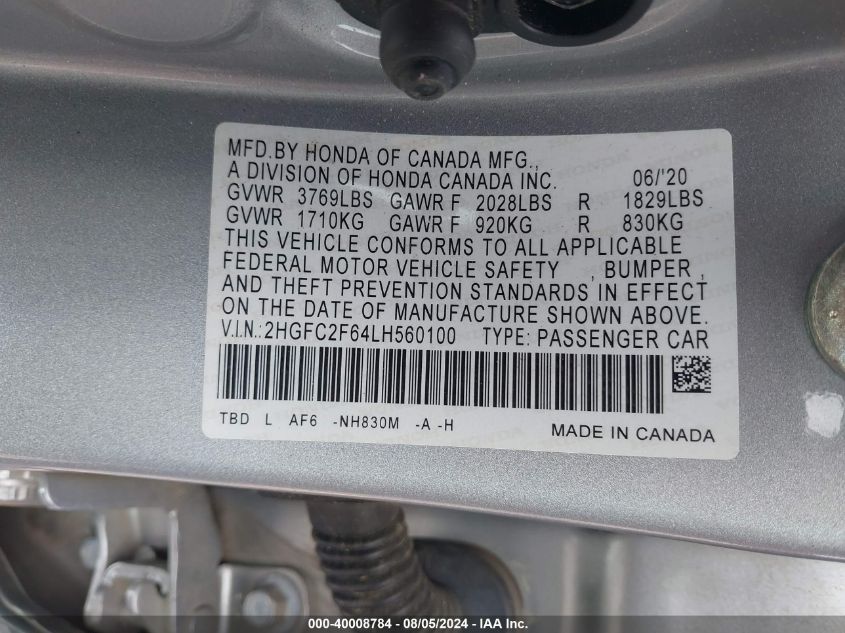 MFD.BY HONDA OF CANADA MFG.,
A DIVISION OF HONDA CANADA INC. 06/'20
GVWR 3769LBS GAWR F 2028LBS R 1829LBS
GVWR 1710KG GAWR F 920KG R 830KG
THIS VEHICLE CONFORMS TO ALL APPLICABLE
FEDERAL MOTOR VEHICLE SAFETY , BUMPER ,
AND THEFT PREVENTION STANDARDS IN EFFECT
ON THE DATE OF MANUFACTURE SHOWN ABOVE.
V.I.N.:2HGFC2F64LH560100 TYPE: PASSENGER CAR
TBD L AF6 -NH830M -A -H
MADE IN CANADA
000-40008784 — 08/05/2024 — IAA Inc.